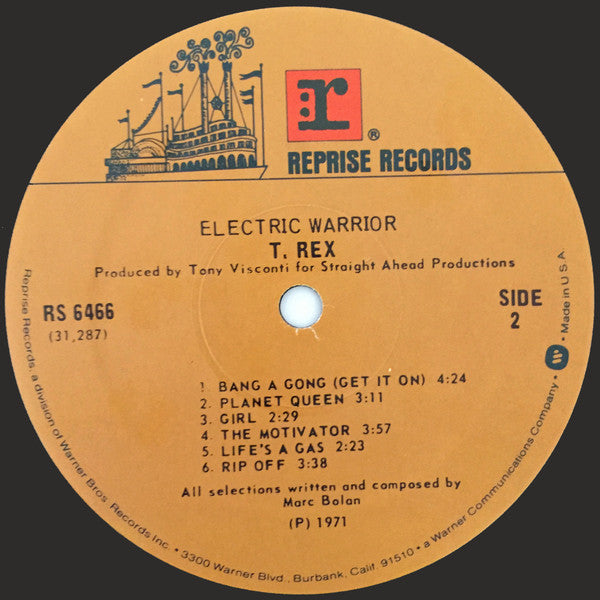 r®
REPRISE RECORDS
ELECTRIC WARRIOR
T. REX
Produced by Tony Visconti for Straight Ahead Productions
RS 6466
(31,287)
SIDE
2
1 BANG A GONG (GET IT ON) 4:24
2. PLANET QUEEN 3:11
3. GIRL 2:29
4. THE MOTIVATOR 3:57
5. LIFE'S A GAS 2:23
6. RIP OFF 3:38
All selections written and composed by
Marc Bolan
(P) 1971
Reprise Records, a division of Warner Bros. Records Inc. • 3300 Warner Blvd., Burbank, Calif. 91510 • a Warner Communications Company • W • Made in U.S.A.